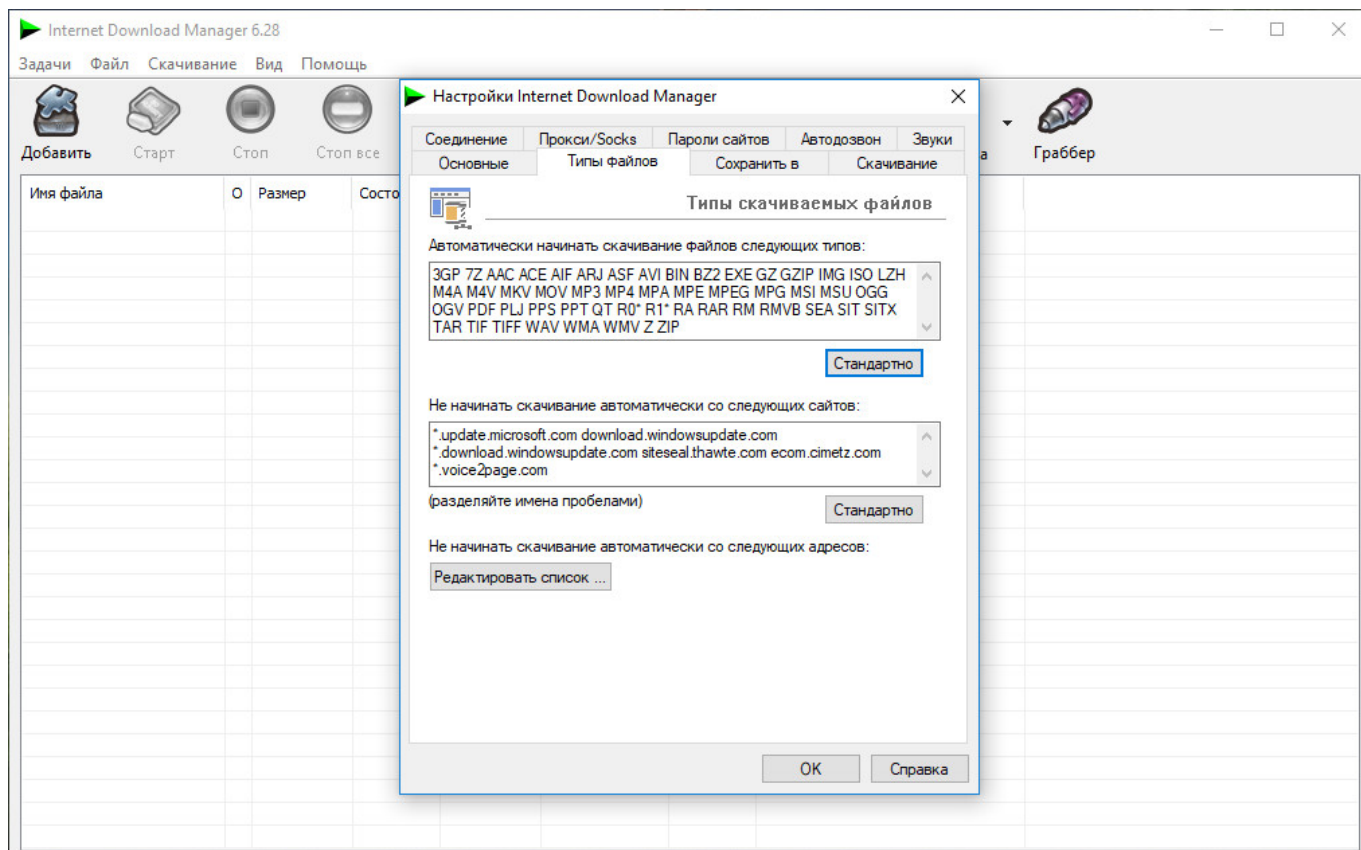 Internet Download Manager 6.28
Задачи Файл Скачивание Вид Помощь
Добавить Старт Стоп Стоп все Граббер
Имя файла О Размер
Настройки Internet Download Manager
Соединение Прокси/Socks Пароли сайтов Автодозвон Звуки
Основные Типы файлов Сохранить в Скачивание
Типы скачиваемых файлов
Автоматически начинать скачивание файлов следующих типов:
3GP 7Z AAC ACE AIF ARJ ASF AVI BIN BZ2 EXE GZ GZIP IMG ISO LZH
M4A M4V MKV MOV MP3 MP4 MPA MPE MPEG MPG MSI MSU OGG
OGV PDF PLJ PPS PPT QT R0* R1* RA RAR RM RMVB SEA SIT SITX
TAR TIF TIFF WAV WMA WMV Z ZIP
Стандартно
Не начинать скачивание автоматически со следующих сайтов:
*.update.microsoft.com download.windowsupdate.com
*.download.windowsupdate.com siteseal.thawte.com ecom.cimetz.com
*.voice2page.com
(разделяйте имена пробелами)
Стандартно
Не начинать скачивание автоматически со следующих адресов:
Редактировать список ...
OK Справка